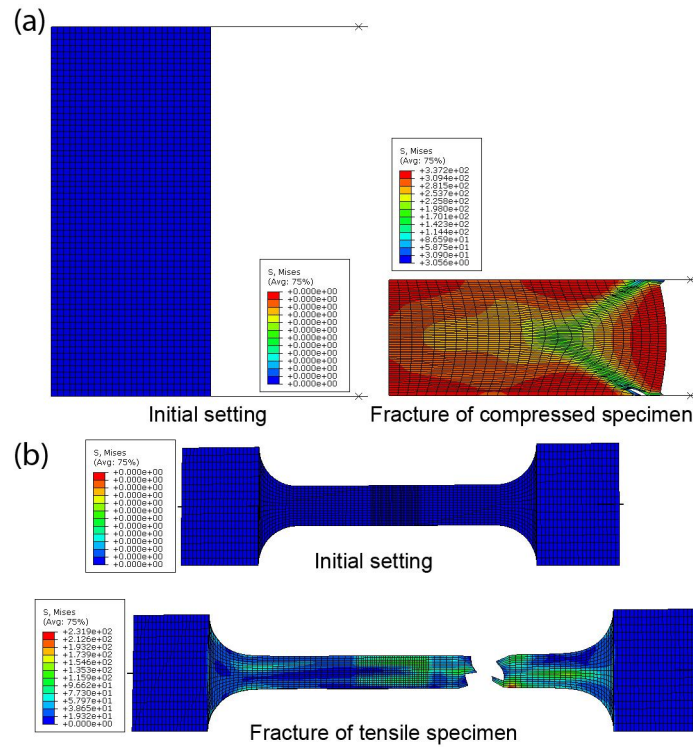 (a)
S, Mises
(Avg: 75%)
+3.372e+02
+3.094e+02
+2.815e+02
+2.537e+02
+2.258e+02
+1.980e+02
+1.701e+02
+1.423e+02
+1.144e+02
+8.659e+01
+5.875e+01
+3.090e+01
+3.056e+00
S, Mises
(Avg: 75%)
+0.000e+00
+0.000e+00
+0.000e+00
+0.000e+00
+0.000e+00
+0.000e+00
+0.000e+00
+0.000e+00
+0.000e+00
+0.000e+00
+0.000e+00
+0.000e+00
+0.000e+00
Initial setting
Fracture of compressed specimen
(b)
S, Mises
(Avg: 75%)
+0.000e+00
+0.000e+00
+0.000e+00
+0.000e+00
+0.000e+00
+0.000e+00
+0.000e+00
+0.000e+00
+0.000e+00
+0.000e+00
+0.000e+00
+0.000e+00
+0.000e+00
Initial setting
S, Mises
(Avg: 75%)
+2.319e+02
+2.126e+02
+1.932e+02
+1.739e+02
+1.546e+02
+1.353e+02
+1.159e+02
+9.662e+01
+7.730e+01
+5.797e+01
+3.865e+01
+1.932e+01
+0.000e+00
Fracture of tensile specimen